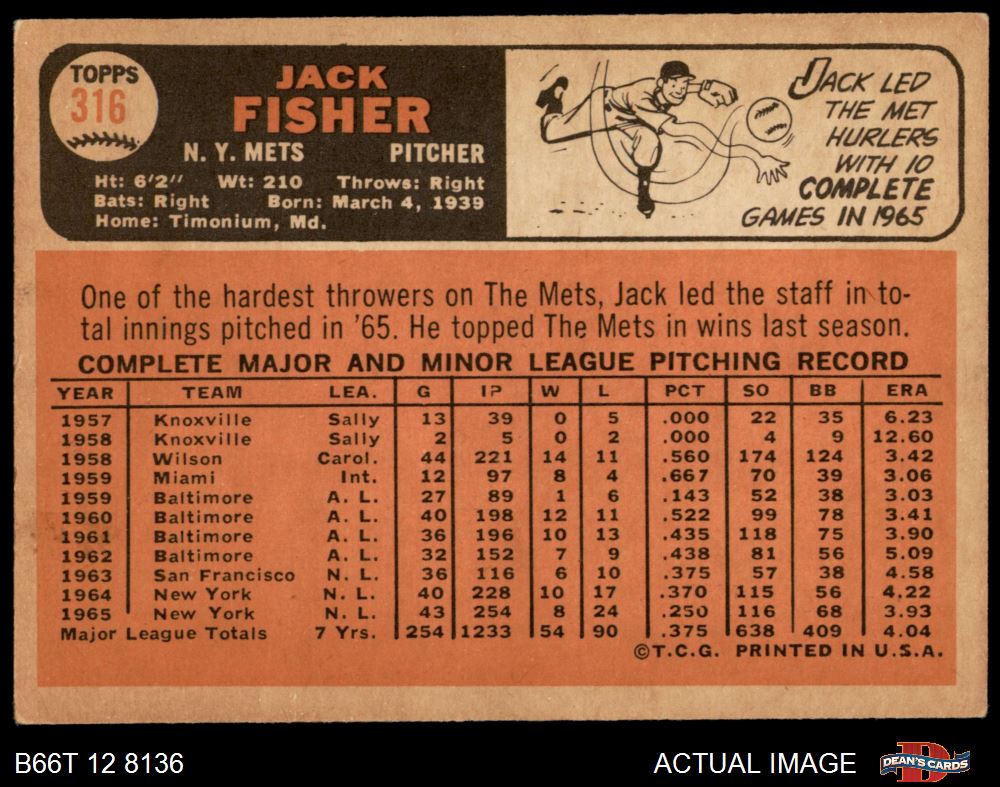 TOPPS
316
JACK
FISHER
N. Y. METS PITCHER
Ht: 6'2" Wt: 210 Throws: Right
Bats: Right Born: March 4, 1939
Home: Timonium, Md.
JACK LED
THE MET
HURLERS
WITH 10
COMPLETE
GAMES IN 1965
One of the hardest throwers on The Mets, Jack led the staff in to-
tal innings pitched in '65. He topped The Mets in wins last season.
COMPLETE MAJOR AND MINOR LEAGUE PITCHING RECORD
YEAR TEAM LEA. G IP W L PCT SO BB ERA
1957 Knoxville Sally 13 39 0 5 .000 22 35 6.23
1958 Knoxville Sally 2 5 0 2 .000 4 9 12.60
1958 Wilson Carol. 44 221 14 11 .560 174 124 3.42
1959 Miami Int. 12 97 8 4 .667 70 39 3.06
1959 Baltimore A. L. 27 89 1 6 .143 52 38 3.03
1960 Baltimore A. L. 40 198 12 11 .522 99 78 3.41
1961 Baltimore A. L. 36 196 10 13 .435 118 75 3.90
1962 Baltimore A. L. 32 152 7 9 .438 81 56 5.09
1963 San Francisco N. L. 36 116 6 10 .375 57 38 4.58
1964 New York N. L. 40 228 10 17 .370 115 56 4.22
1965 New York N. L. 43 254 8 24 .250 116 68 3.93
Major League Totals 7 Yrs. 254 1233 54 90 .375 638 409 4.04
©T.C.G. PRINTED IN U.S.A.
B66T 12 8136 ACTUAL IMAGE DEAN'S CARDS